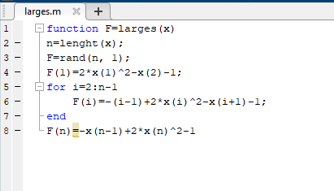 larges.m × +
1 function F=larges(x)
2 – n=lenght(x);
3 – F=rand(n, 1);
4 – F(1)=2*x(1)^2-x(2)-1;
5 – for i=2:n-1
6 – F(i)=-(i-1)+2*x(i)^2-x(i+1)-1;
7 – end
8 – F(n)=-x(n-1)+2*x(n)^2-1